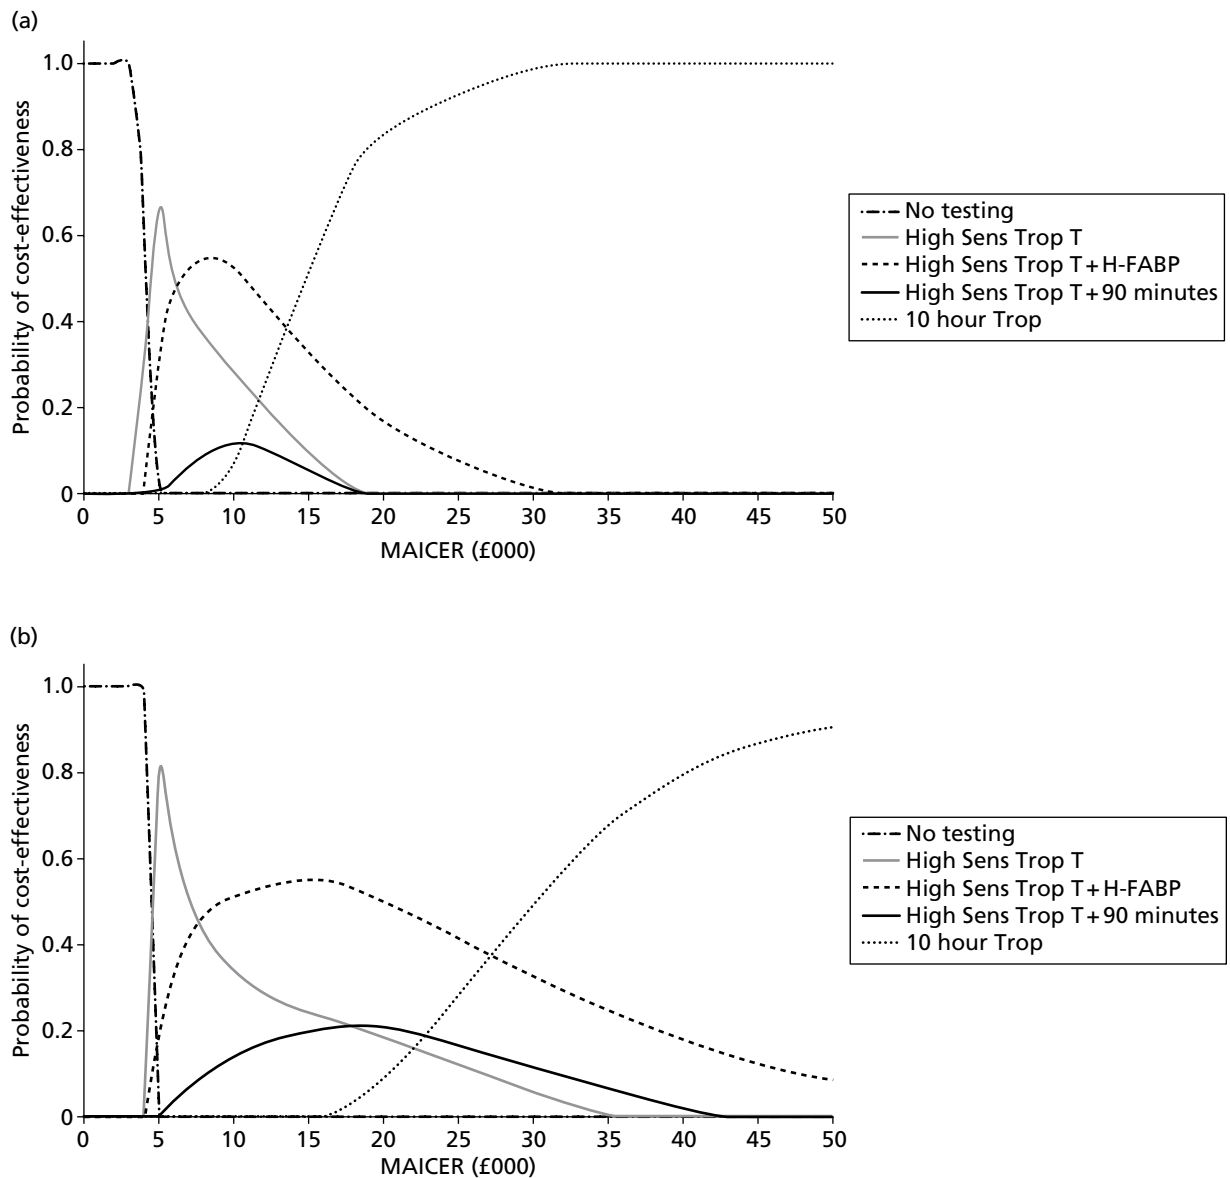 (a)
1.0
0.8
0.6
0.4
0.2
0
Probability of cost-effectiveness
0 5 10 15 20 25 30 35 40 45 50
MAICER (£000)
No testing
High Sens Trop T
High Sens Trop T + H-FABP
High Sens Trop T + 90 minutes
10 hour Trop
(b)
1.0
0.8
0.6
0.4
0.2
0
Probability of cost-effectiveness
0 5 10 15 20 25 30 35 40 45 50
MAICER (£000)
No testing
High Sens Trop T
High Sens Trop T + H-FABP
High Sens Trop T + 90 minutes
10 hour Trop